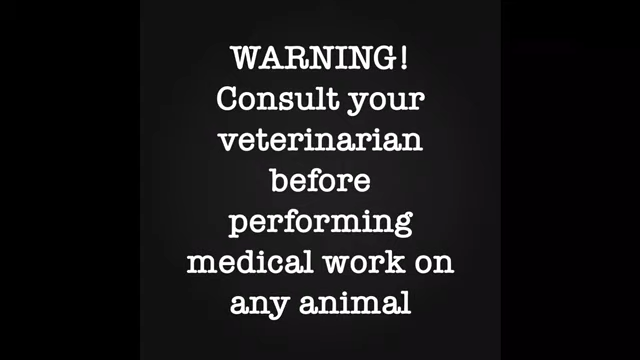 WARNING!
Consult your
veterinarian
before
performing
medical work on
any animal